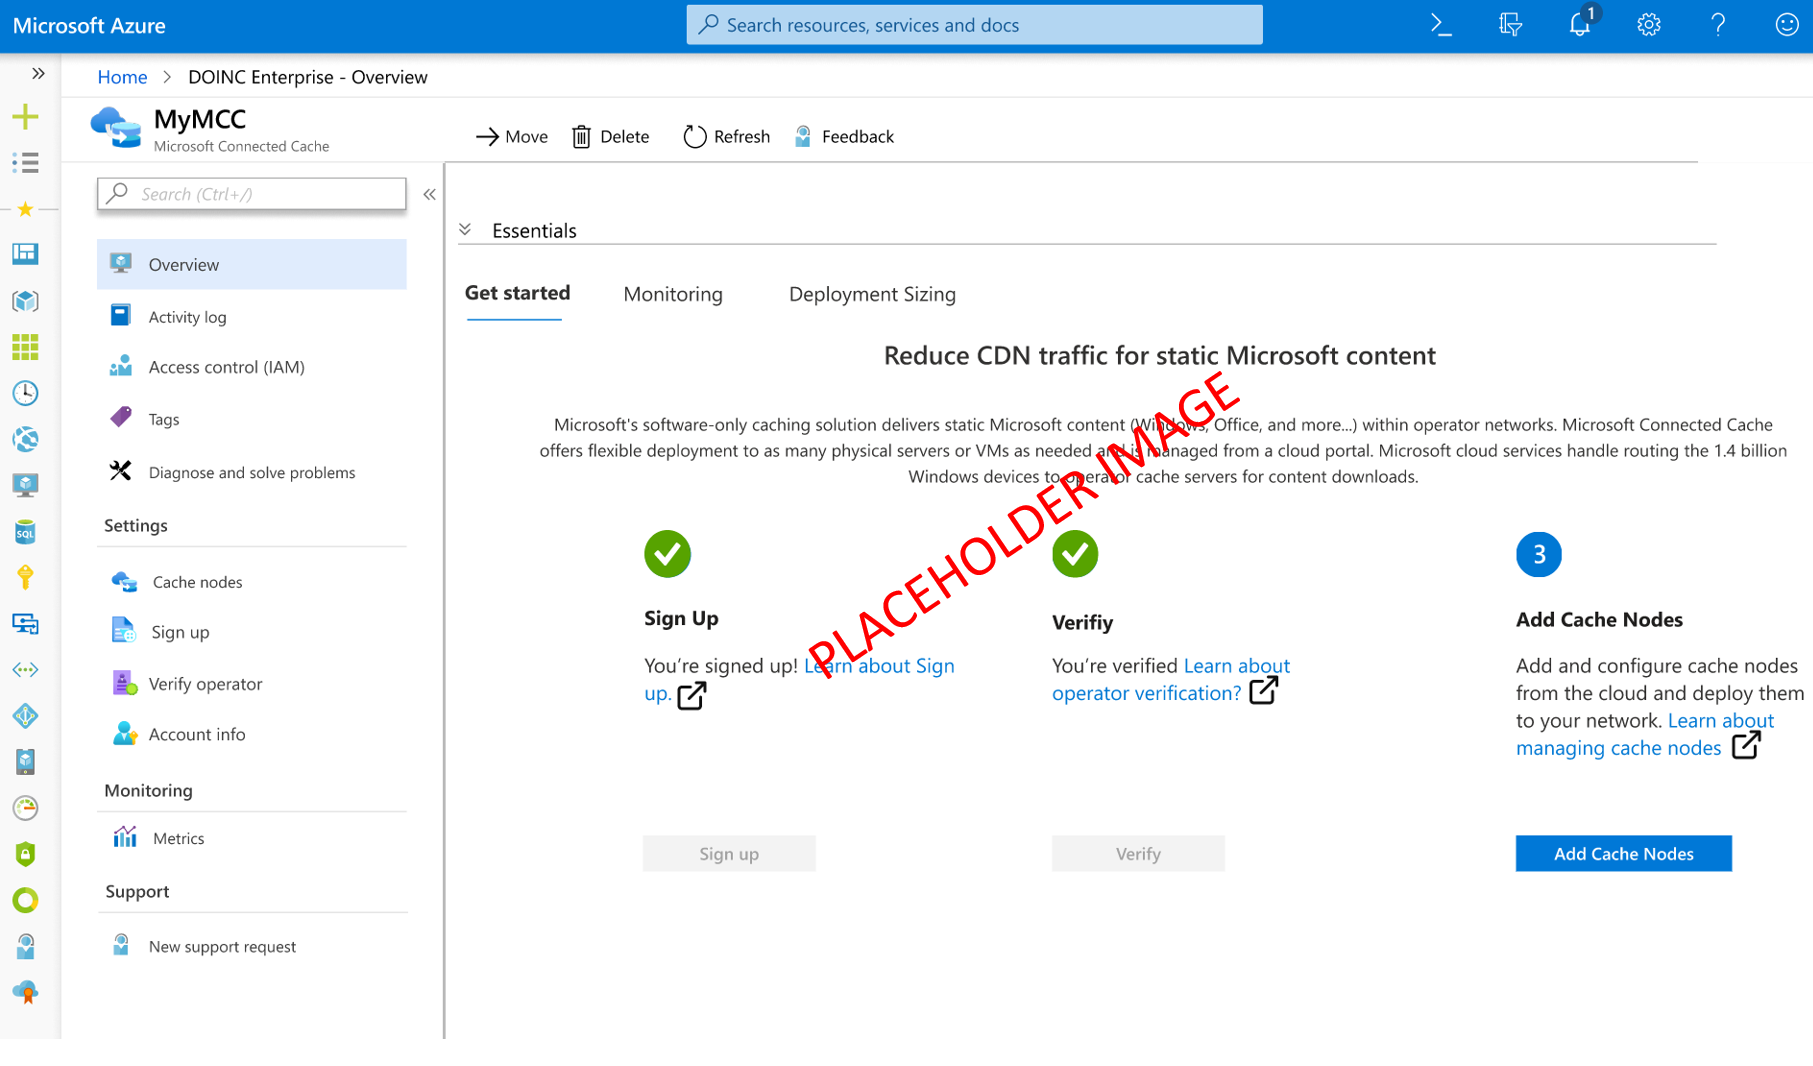 Microsoft Azure
Search resources, services and docs
1
Home > DOINC Enterprise - Overview
MyMCC
Microsoft Connected Cache
Move
Delete
Refresh
Feedback
Search (Ctrl+/)
Overview
Activity log
Access control (IAM)
Tags
Diagnose and solve problems
Settings
Cache nodes
Sign up
Verify operator
Account info
Monitoring
Metrics
Support
New support request
SQL
Essentials
Get started
Monitoring
Deployment Sizing
Reduce CDN traffic for static Microsoft content
Microsoft's software-only caching solution delivers static Microsoft content (Windows, Office, and more...) within operator networks. Microsoft Connected Cache
offers flexible deployment to as many physical servers or VMs as needed and is managed from a cloud portal. Microsoft cloud services handle routing the 1.4 billion
Windows devices to operator cache servers for content downloads.
PLACEHOLDER IMAGE
Sign Up
You're signed up! Learn about Sign
up.
Sign up
Verifiy
You're verified Learn about
operator verification?
Verify
3
Add Cache Nodes
Add and configure cache nodes
from the cloud and deploy them
to your network. Learn about
managing cache nodes
Add Cache Nodes